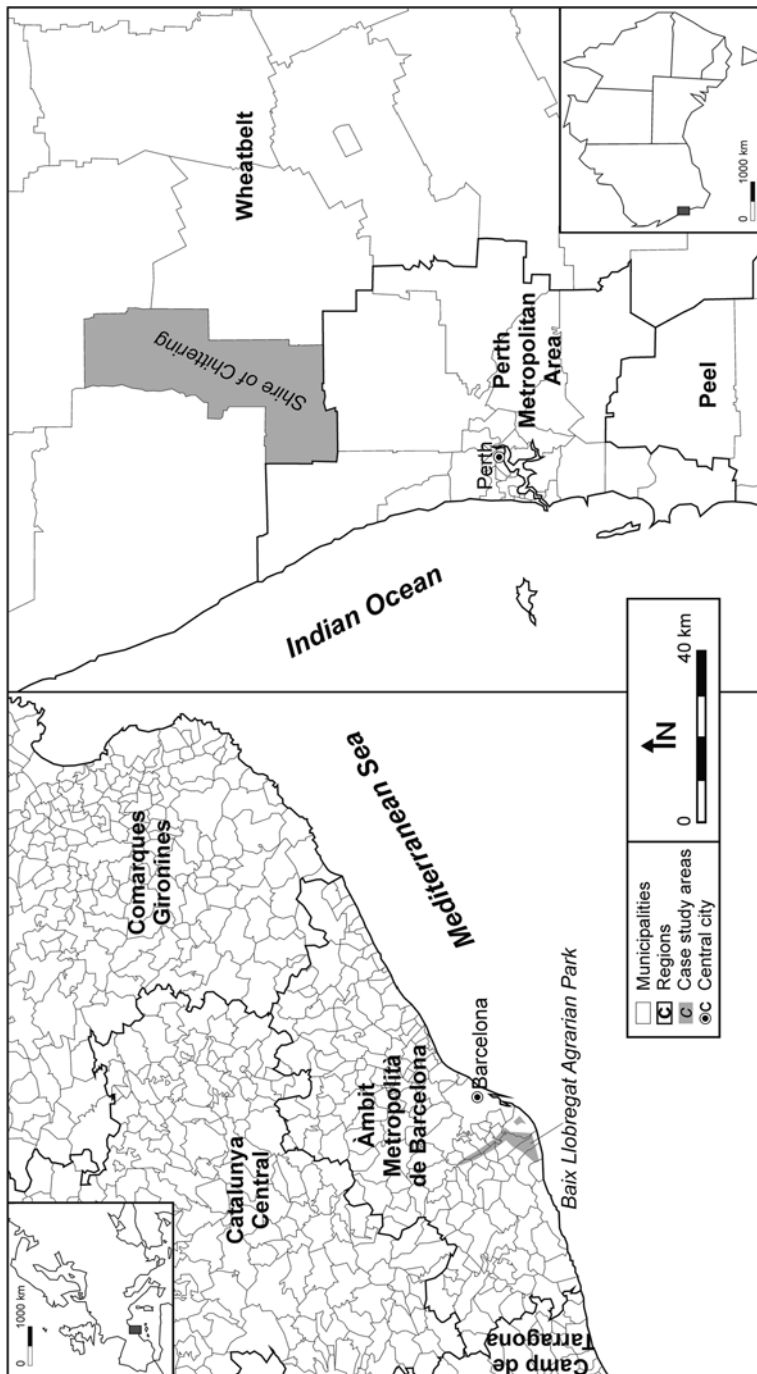 0 1000 km
Comarques
Gironines
Catalunya
Central
Àmbit
Metropolità
de Barcelona
Camp de
Tarragona
Barcelona
Baix Llobregat Agrarian Park
Mediterranean Sea
Wheatbelt
Shire of Chittering
Perth
Metropolitan
Area
Perth
Peel
Indian Ocean
0 1000 km
Municipalities
C Regions
C Case study areas
C Central city
N
0 40 km